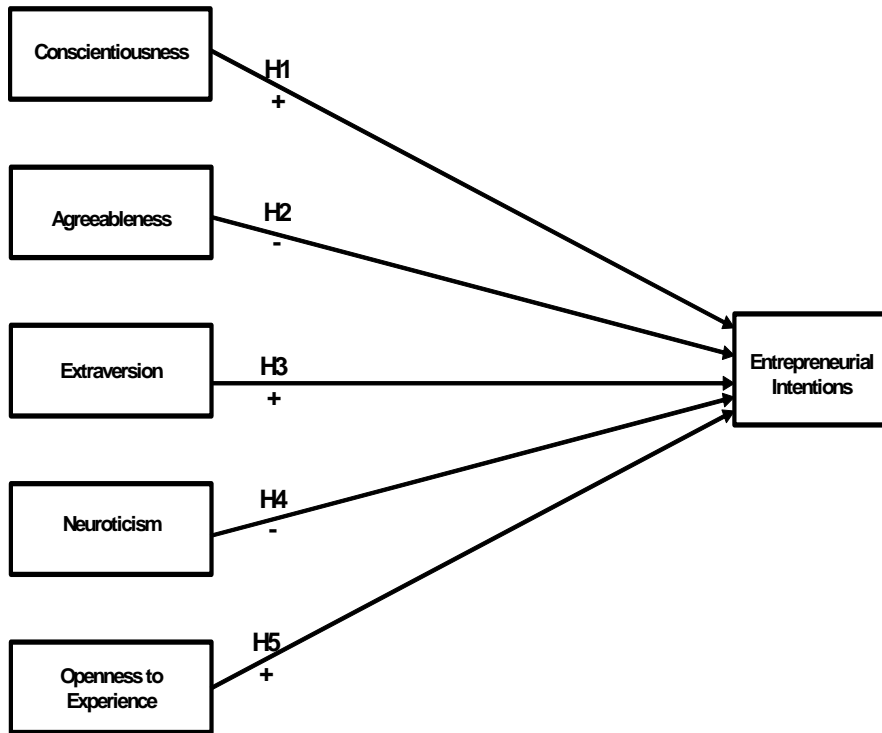 Conscientiousness
H1
+
Agreeableness
H2
-
Extraversion
H3
+
Entrepreneurial
Intentions
Neuroticism
H4
-
Openness to
Experience
H5
+